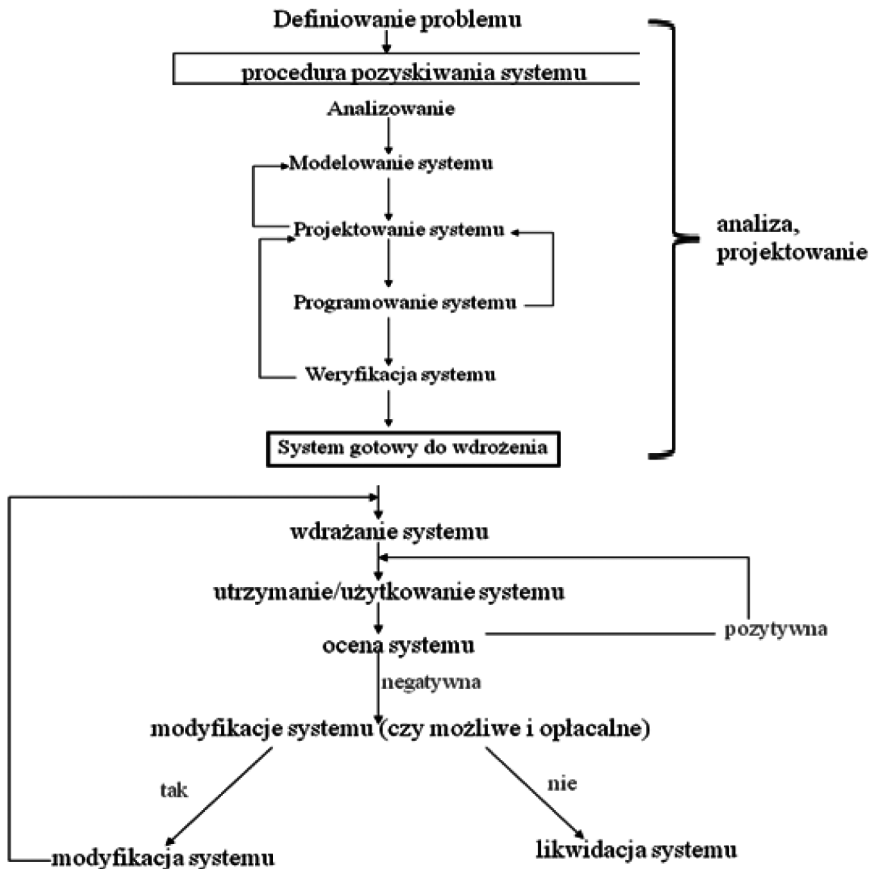 Definiowanie problemu
procedura pozyskiwania systemu
Analizowanie
Modelowanie systemu
Projektowanie systemu
analiza,
projektowanie
Programowanie systemu
Weryfikacja systemu
System gotowy do wdrożenia
wdrażanie systemu
utrzymanie/użytkowanie systemu
pozytywna
ocena systemu
negatywna
modyfikacje systemu (czy możliwe i opłacalne)
tak
nie
modyfikacja systemu
likwidacja systemu